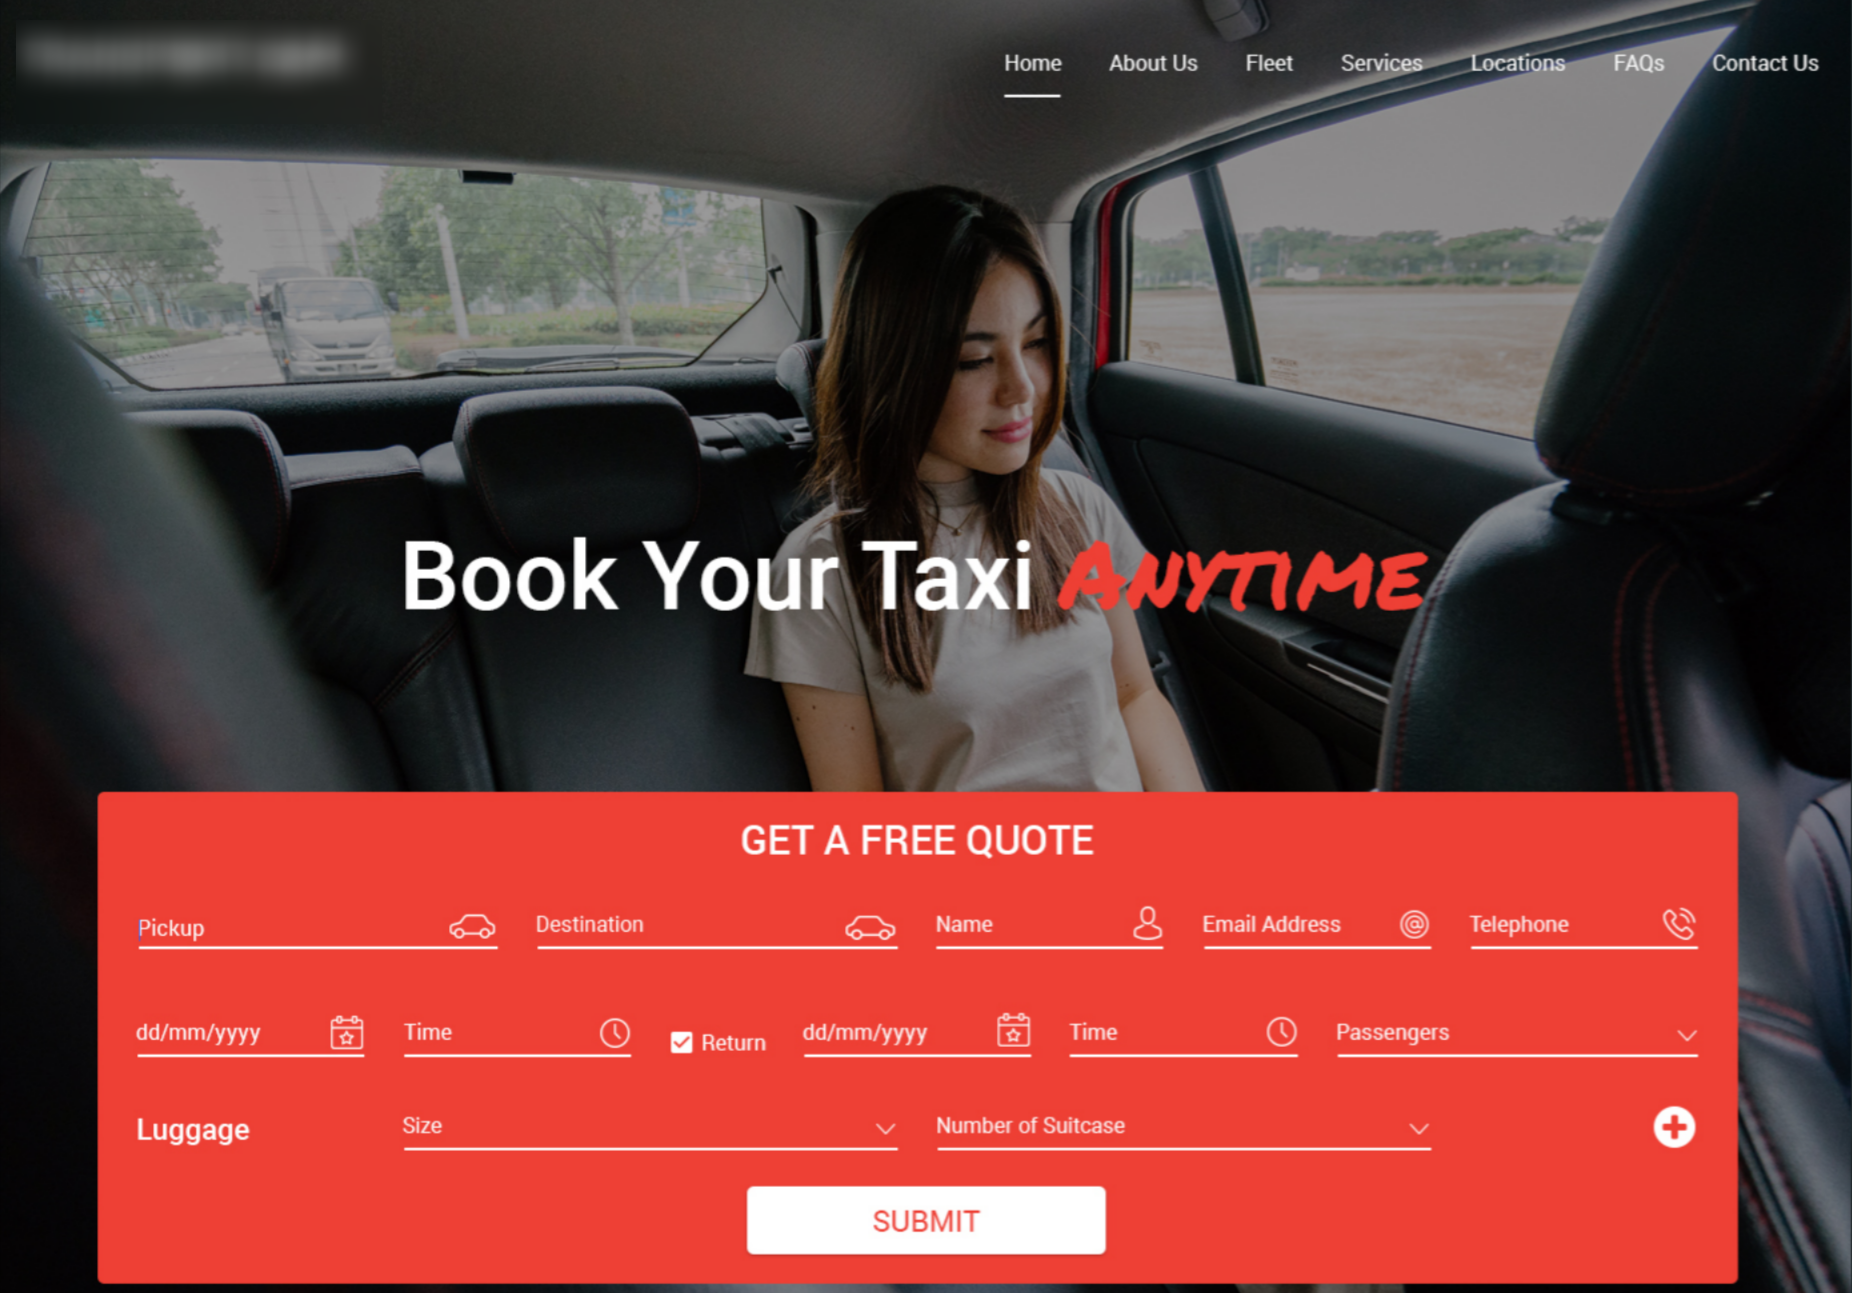 Home About Us Fleet Services Locations FAQs Contact Us
Book Your Taxi ANYTIME
GET A FREE QUOTE
Pickup Destination Name Email Address Telephone
dd/mm/yyyy Time Return dd/mm/yyyy Time Passengers
Luggage Size Number of Suitcase
SUBMIT